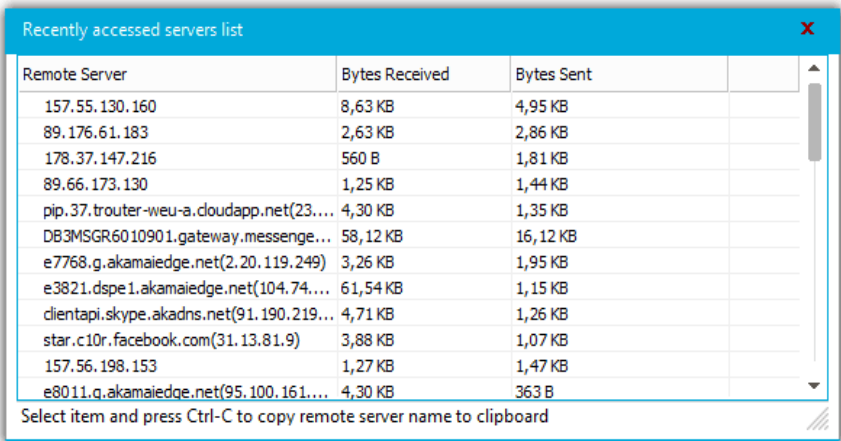 Recently accessed servers list x
Remote Server Bytes Received Bytes Sent
157.55.130.160 8,63 KB 4,95 KB
89.176.61.183 2,63 KB 2,86 KB
178.37.147.216 560 B 1,81 KB
89.66.173.130 1,25 KB 1,44 KB
pip.37.trouter-weu-a.cloudapp.net(23.... 4,30 KB 1,35 KB
DB3MSGR6010901.gateway.messenge... 58,12 KB 16,12 KB
e7768.g.akamaiedge.net(2.20.119.249) 3,26 KB 1,95 KB
e3821.dspe1.akamaiedge.net(104.74.... 61,54 KB 1,15 KB
clientapi.skype.akadns.net(91.190.219... 4,71 KB 1,26 KB
star.c10r.facebook.com(31.13.81.9) 3,88 KB 1,07 KB
157.56.198.153 1,27 KB 1,47 KB
e8011.g.akamaiedge.net(95.100.161.... 4,30 KB 363 B
Select item and press Ctrl-C to copy remote server name to clipboard